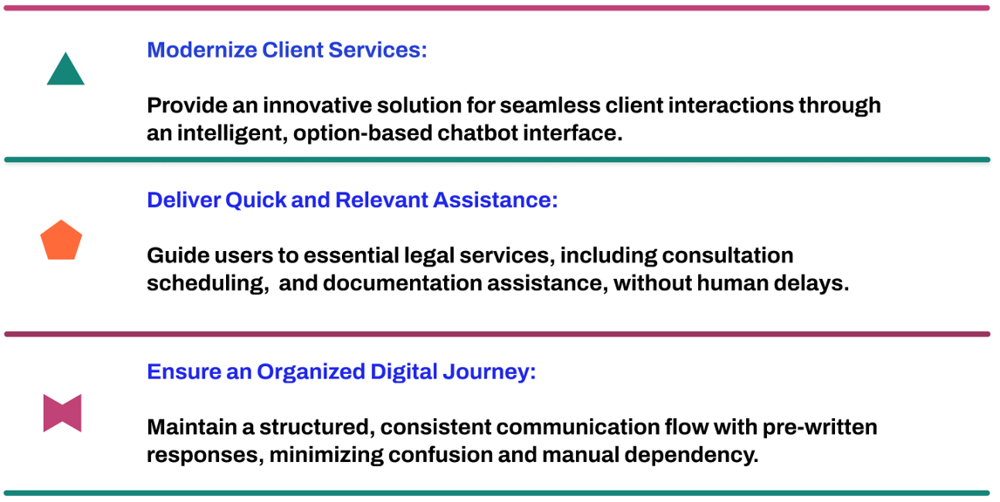 Modernize Client Services:
Provide an innovative solution for seamless client interactions through
an intelligent, option-based chatbot interface.
Deliver Quick and Relevant Assistance:
Guide users to essential legal services, including consultation
scheduling,  and documentation assistance, without human delays.
Ensure an Organized Digital Journey:
Maintain a structured, consistent communication flow with pre-written
responses, minimizing confusion and manual dependency.